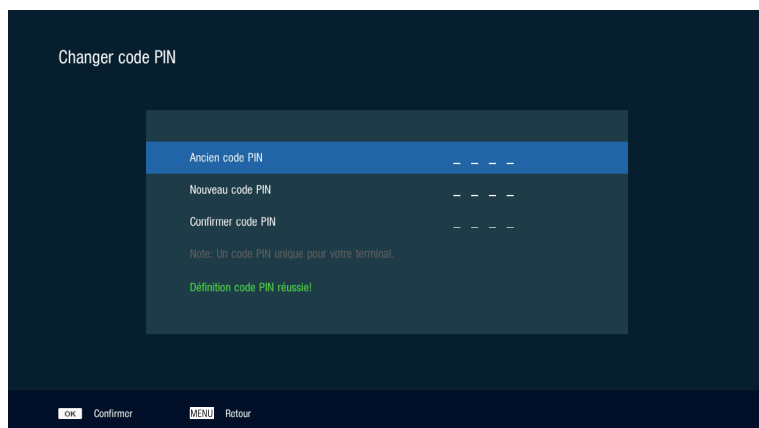 Changer code PIN
Ancien code PIN _ _ _ _
Nouveau code PIN _ _ _ _
Confirmer code PIN _ _ _ _
Note: Un code PIN unique pour votre terminal.
Définition code PIN réussie!
OK Confirmer MENU Retour